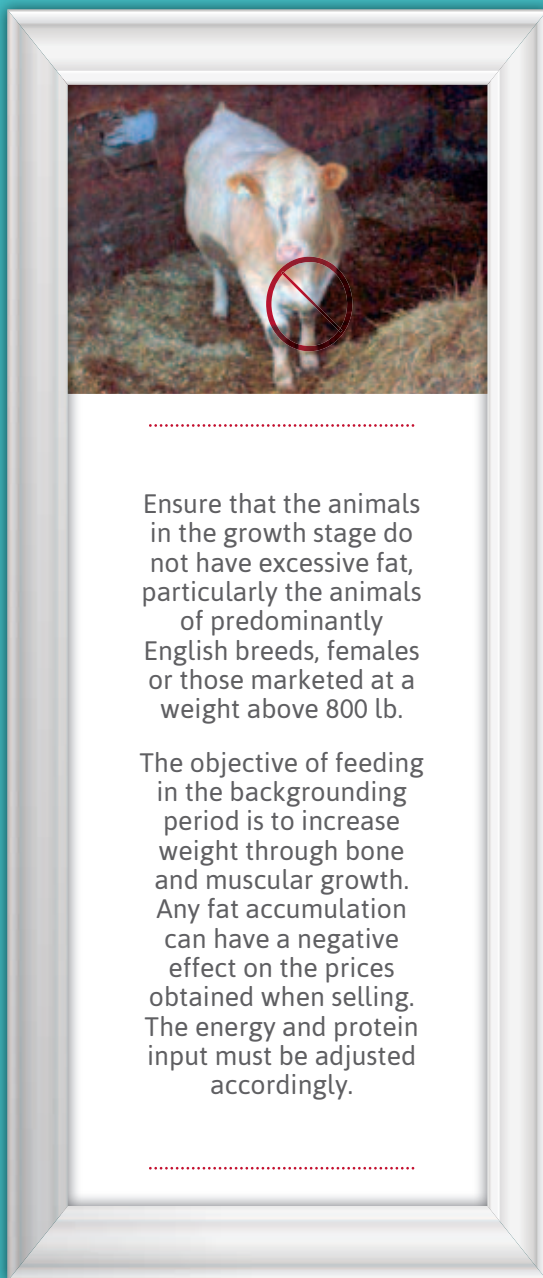 Ensure that the animals
in the growth stage do
not have excessive fat,
particularly the animals
of predominantly
English breeds, females
or those marketed at a
weight above 800 lb.
The objective of feeding
in the backgrounding
period is to increase
weight through bone
and muscular growth.
Any fat accumulation
can have a negative
effect on the prices
obtained when selling.
The energy and protein
input must be adjusted
accordingly.